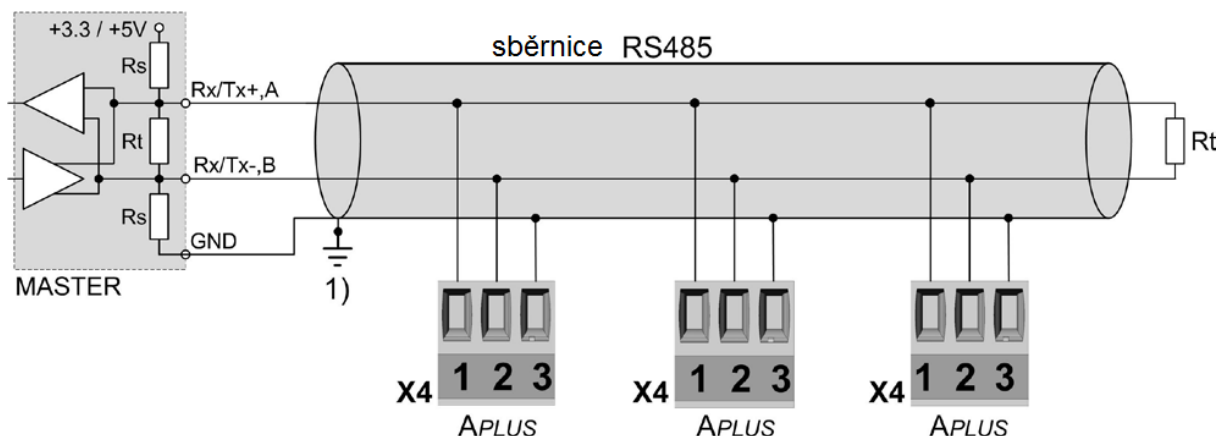 +3.3 / +5V
sběrnice RS485
Rs
Rx/Tx+,A
Rt
Rt
Rx/Tx-,B
Rs
GND
MASTER
1)
X4 1 2 3
X4 1 2 3
X4 1 2 3
APLUS
APLUS
APLUS